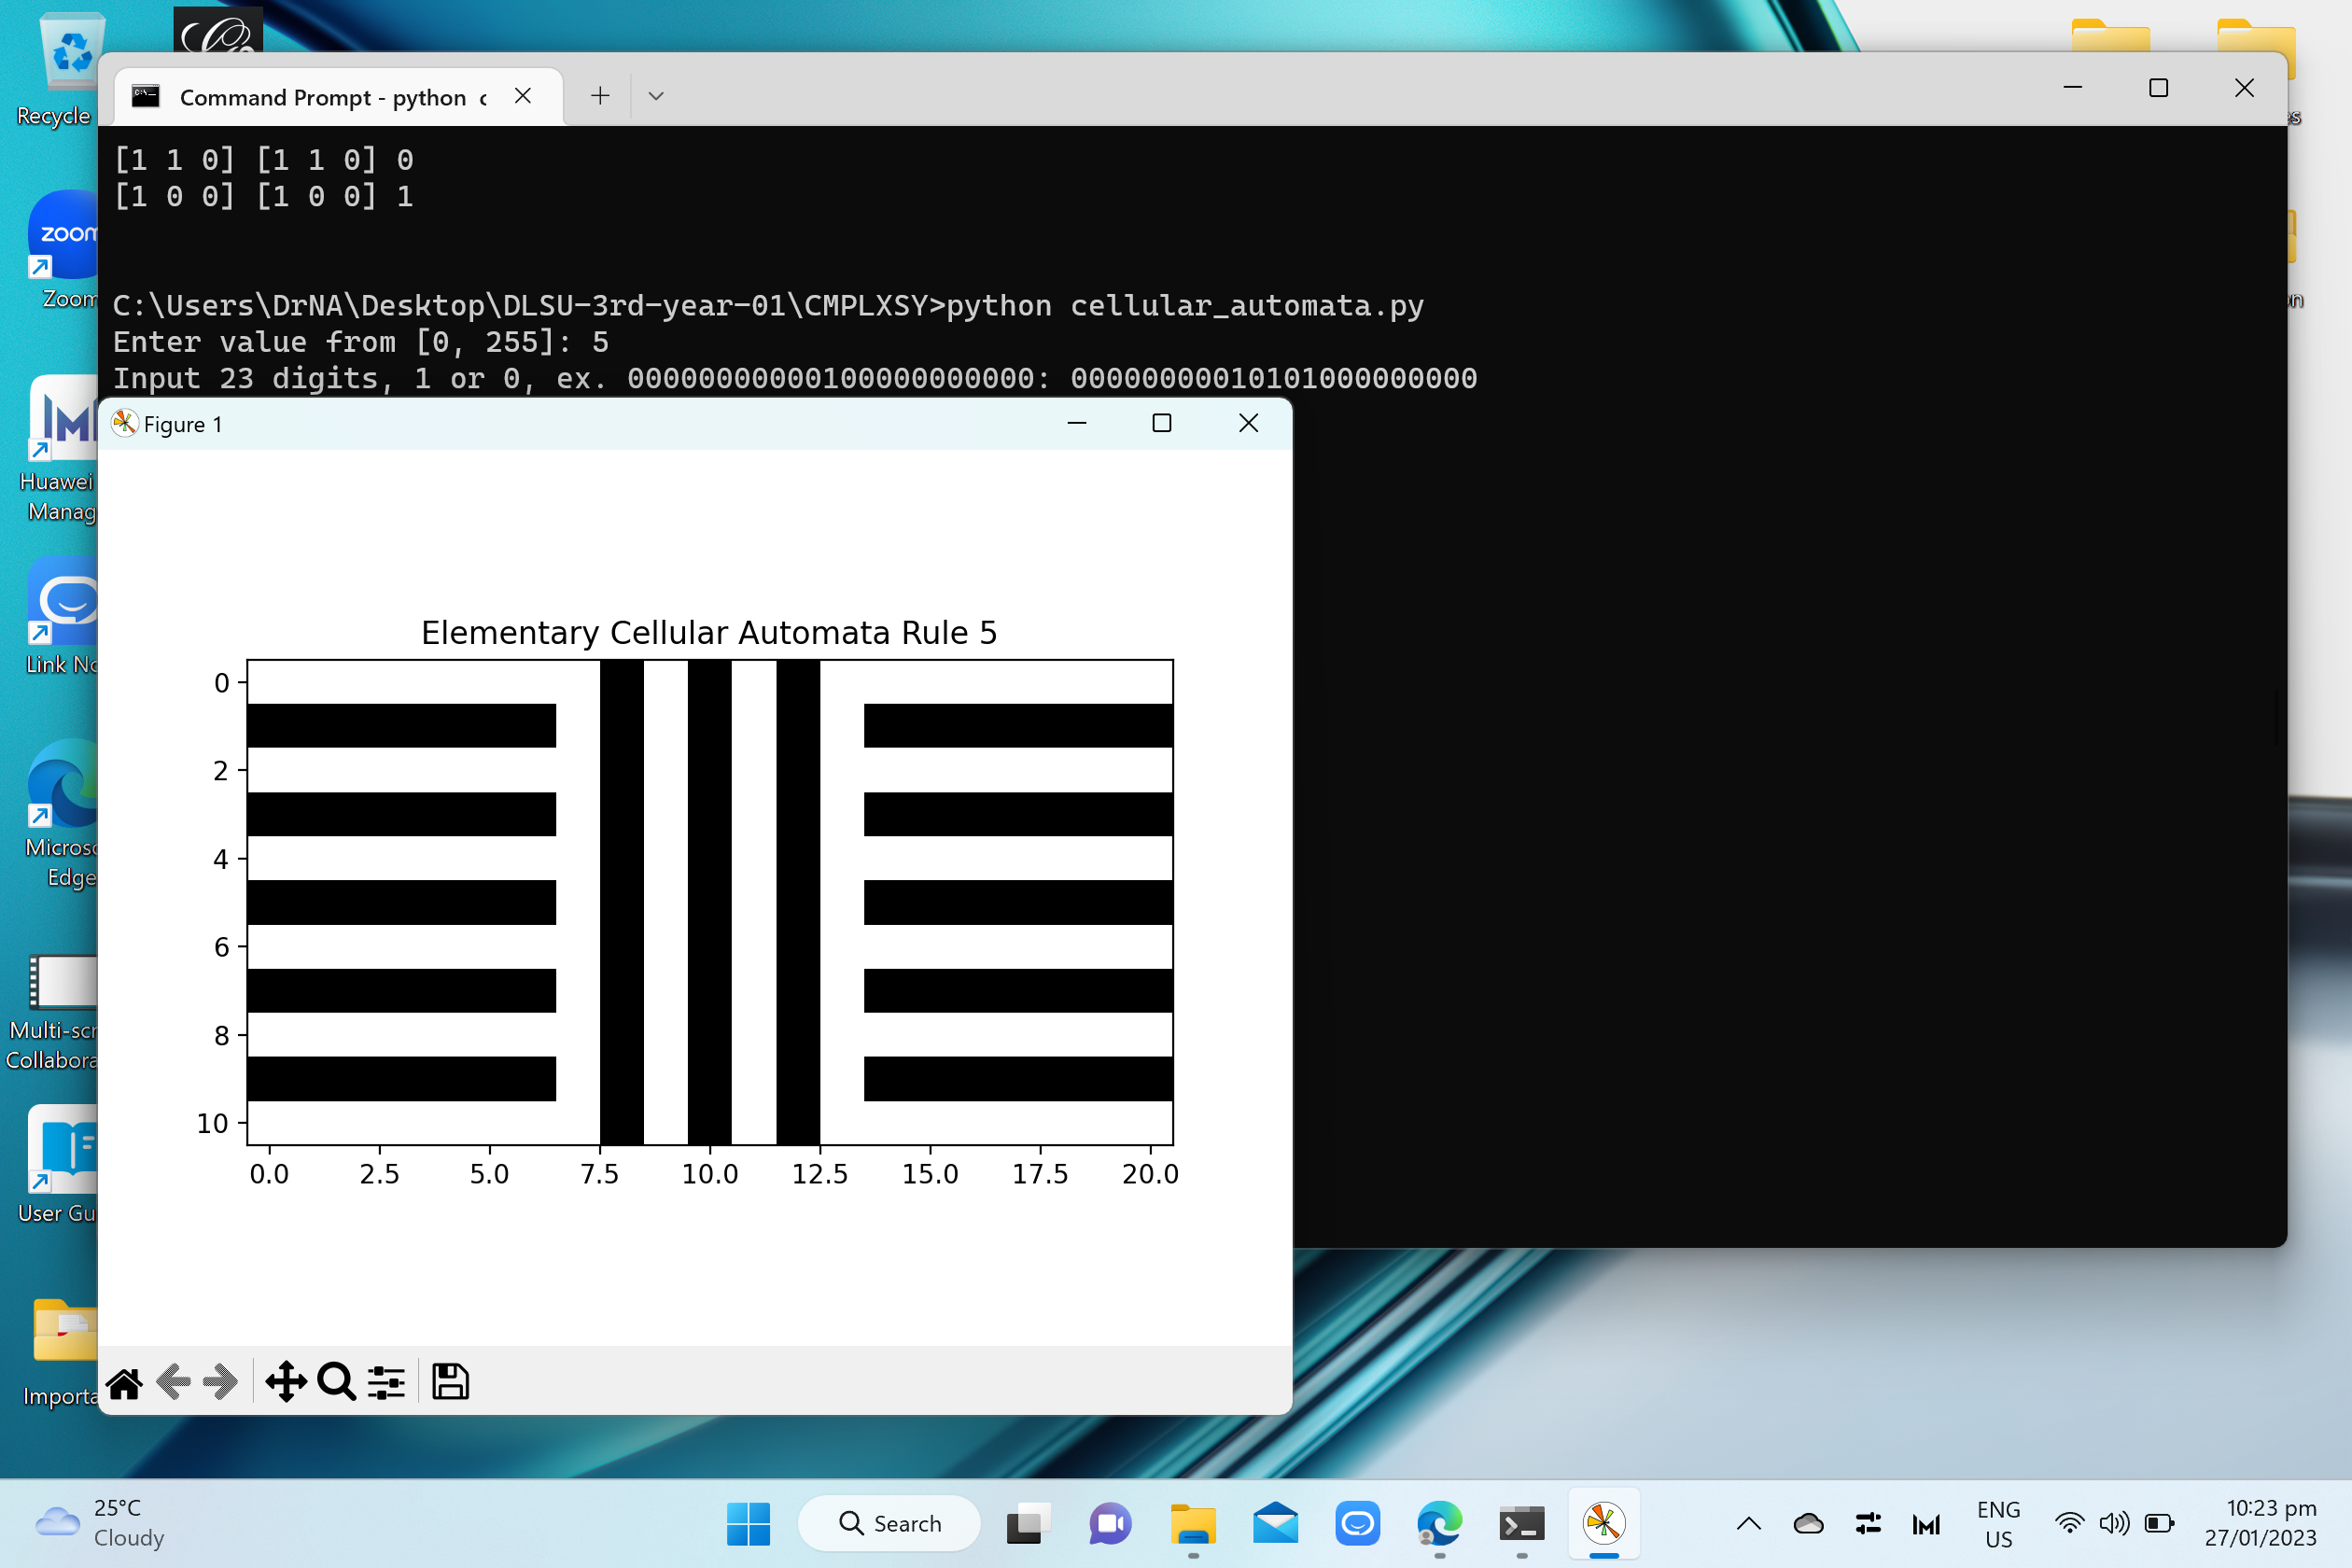 Recycle
Zoom
Huawei
Manag
Link No
Micros
Edge
Multi-scr
Collabora
User Gu
Importa
zoom
Command Prompt - python c
[1 1 0] [1 1 0] 0
[1 0 0] [1 0 0] 1
C:\Users\DrNA\Desktop\DLSU-3rd-year-01\CMPLXSY>python cellular_automata.py
Enter value from [0, 255]: 5
Input 23 digits, 1 or 0, ex. 00000000000100000000000: 00000000010101000000000
Figure 1
Elementary Cellular Automata Rule 5
0
2
4
6
8
10
0.0 2.5 5.0 7.5 10.0 12.5 15.0 17.5 20.0
25°C
Cloudy
Search
ENG
US
10:23 pm
27/01/2023